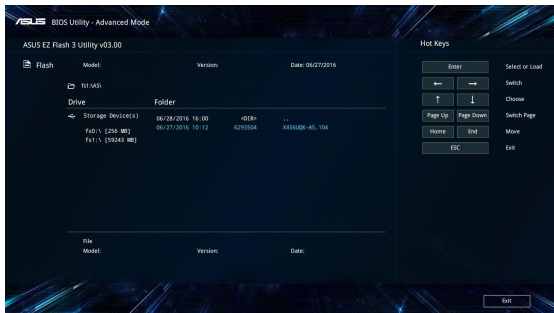 ASUS BIOS Utility - Advanced Mode
ASUS EZ Flash 3 Utility v03.00
Hot Keys
Flash Model: Version: Date: 06/27/2016
fs1:\AS\
Drive Folder
Storage Device(s) 06/28/2016 16:00 <DIR> ..
06/27/2016 10:12 6293504 X456UQK-AS.104
fs0:\ [256 MB]
fs1:\ [59243 MB]
File
Model: Version: Date:
Enter Select or Load
← → Switch
↑ ↓ Choose
Page Up Page Down Switch Page
Home End Move
ESC Exit
Exit